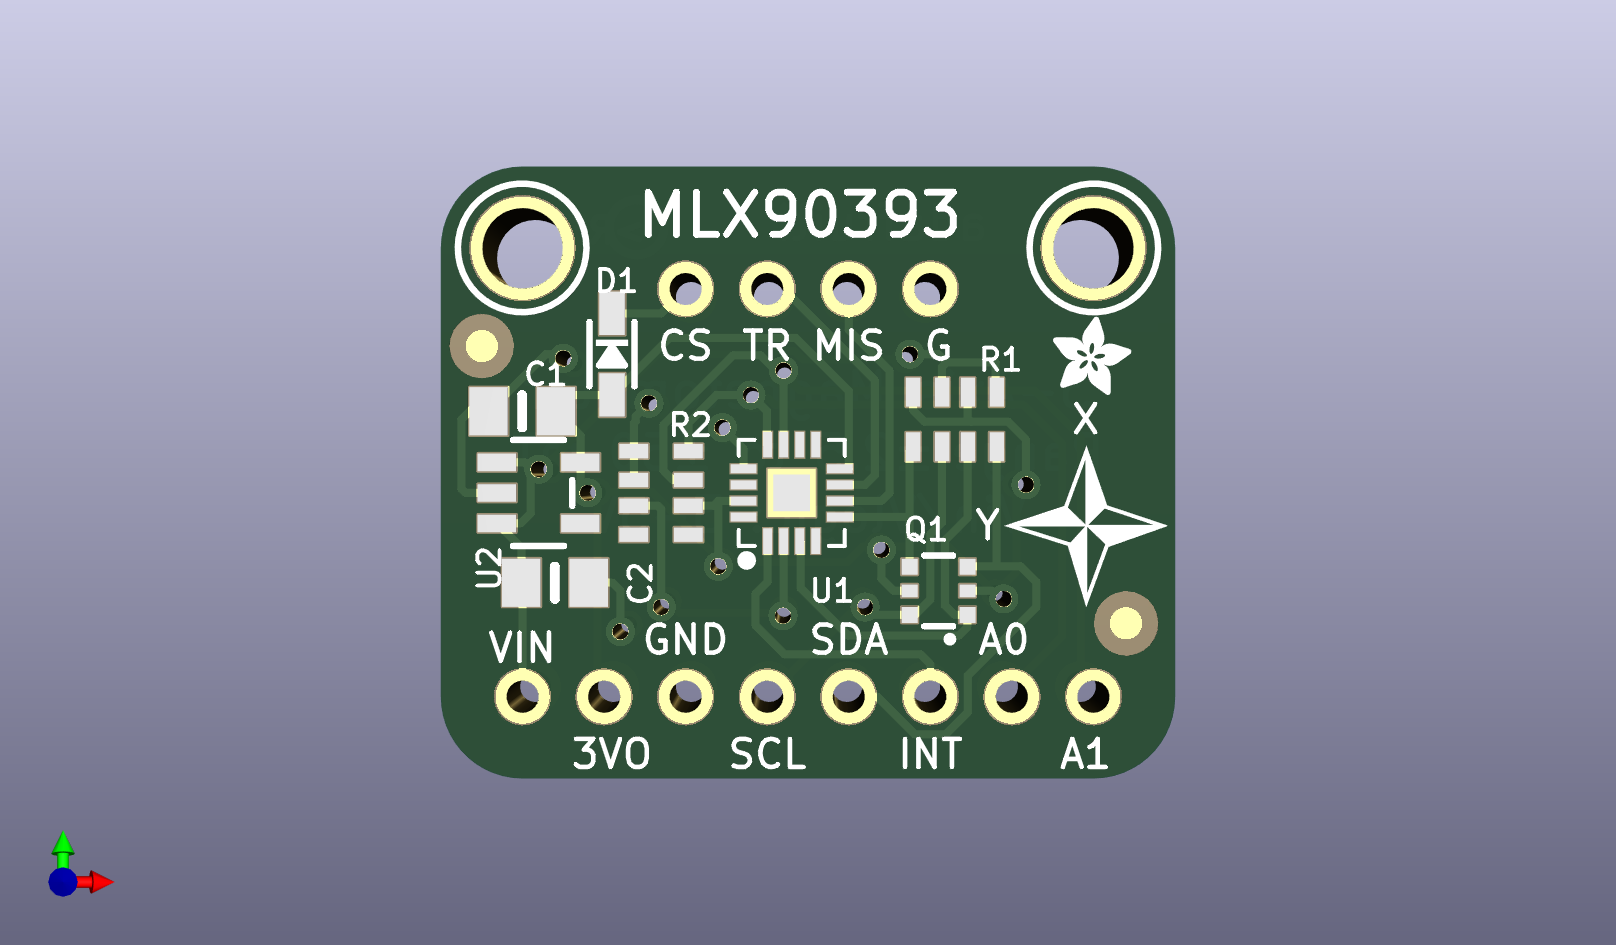 MLX90393
D1
CS TR MIS G
R1
C1
X
R2
Q1 Y
U2
C2
U1
VIN GND SDA A0
3VO SCL INT A1